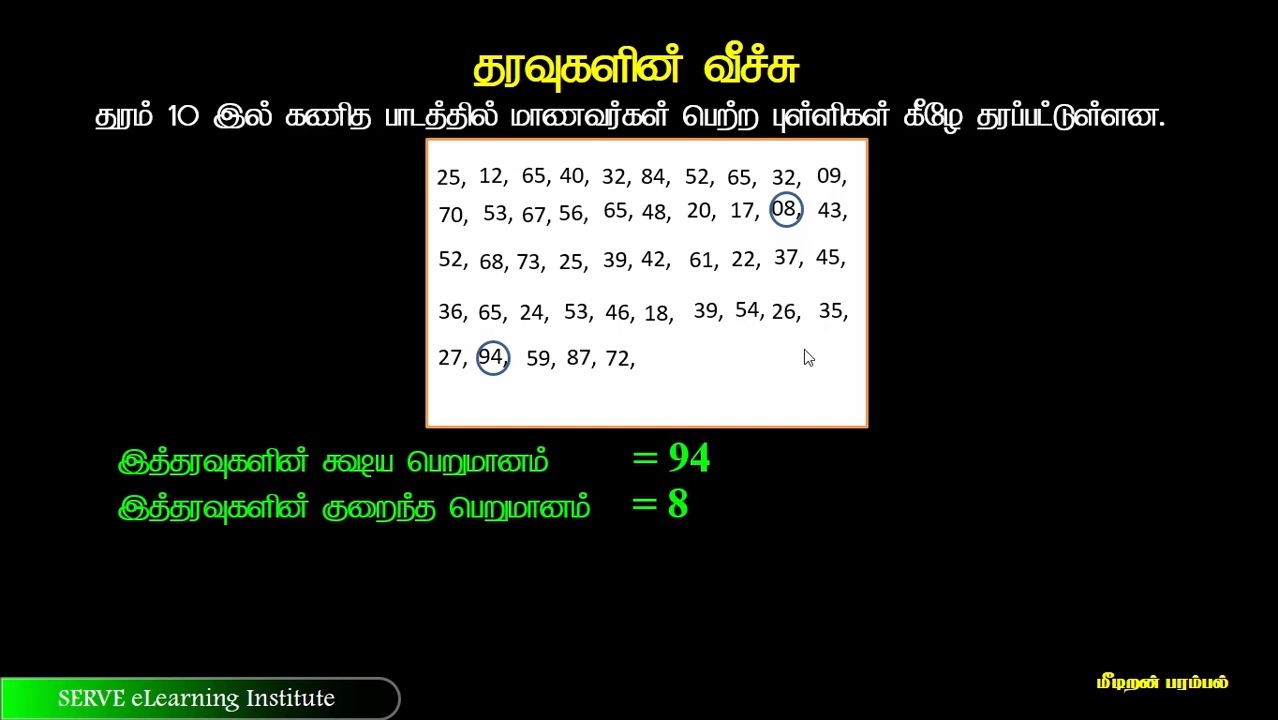 தரவுகளின் வீச்சு
தரம் 10 இல் கணித பாடத்தில் மாணவர்கள் பெற்ற புள்ளிகள் கீழே தரப்பட்டுள்ளன.
25, 12, 65, 40, 32, 84, 52, 65, 32, 09,
70, 53, 67, 56, 65, 48, 20, 17, 08, 43,
52, 68, 73, 25, 39, 42, 61, 22, 37, 45,
36, 65, 24, 53, 46, 18, 39, 54, 26, 35,
27, 94, 59, 87, 72,
இத்தரவுகளின் கூடிய பெறுமானம் = 94
இத்தரவுகளின் குறைந்த பெறுமானம் = 8
SERVE eLearning Institute
மீடிறன் பரம்பல்